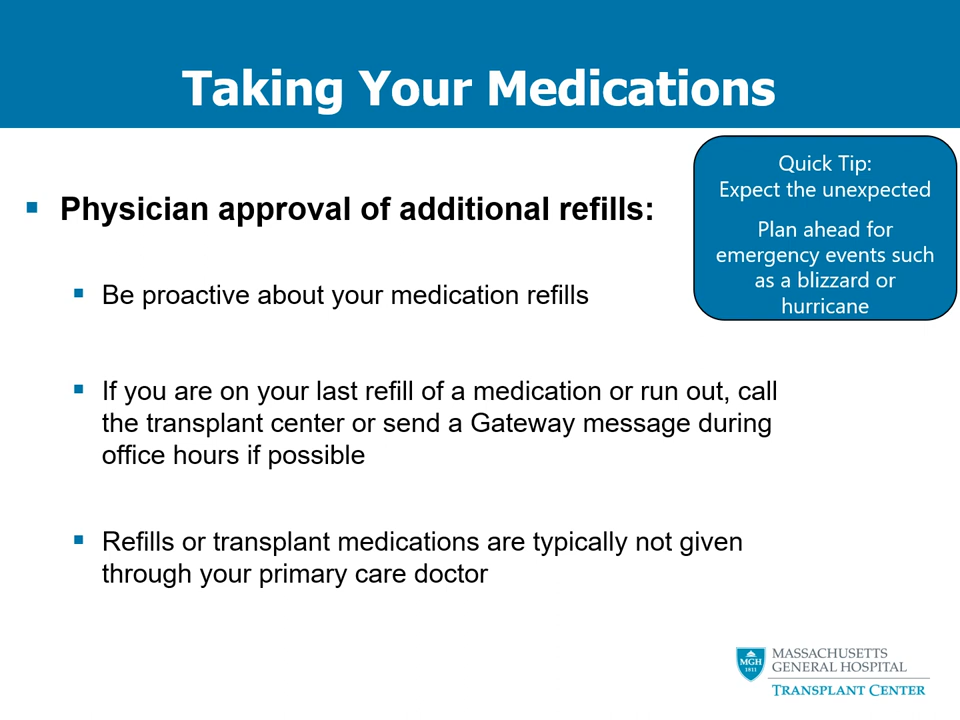 Taking Your Medications
Quick Tip:
Expect the unexpected
Plan ahead for
emergency events such
as a blizzard or
hurricane
Physician approval of additional refills:
Be proactive about your medication refills
If you are on your last refill of a medication or run out, call
the transplant center or send a Gateway message during
office hours if possible
Refills or transplant medications are typically not given
through your primary care doctor
MGH
1811
MASSACHUSETTS
GENERAL HOSPITAL
TRANSPLANT CENTER